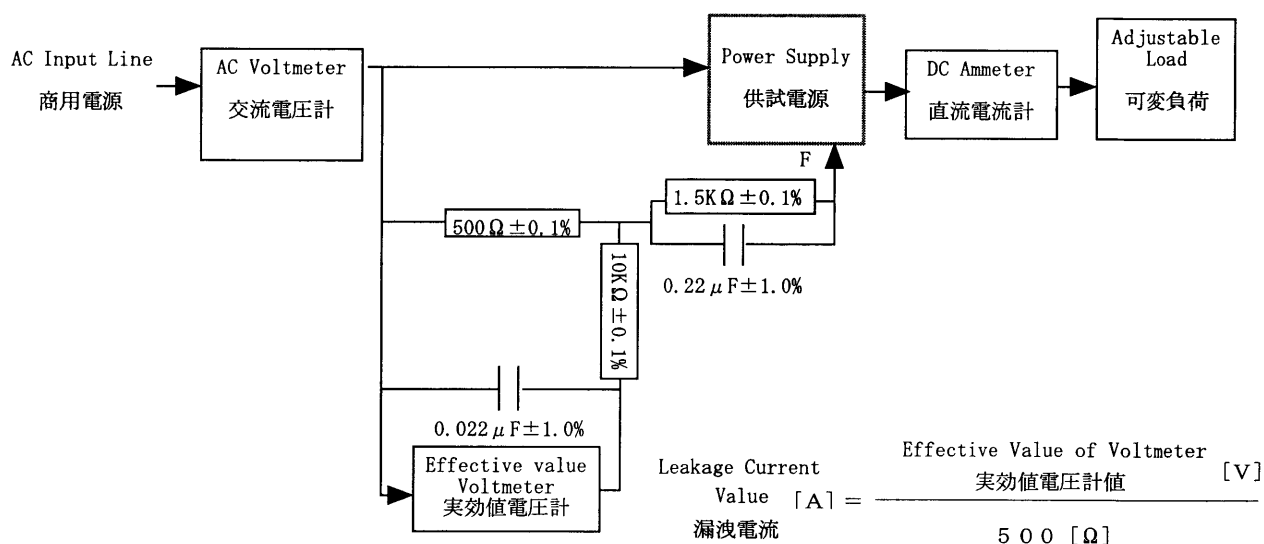 AC Input Line
商用電源
AC Voltmeter
交流電圧計
Power Supply
供試電源
DC Ammeter
直流電流計
Adjustable
Load
可変負荷
F
1.5KΩ±0.1%
500Ω±0.1%
0.22μF±1.0%
10KΩ±0.1%
0.022μF±1.0%
Effective value
Voltmeter
実効値電圧計
Leakage Current
Value [A] =
漏洩電流
Effective Value of Voltmeter
実効値電圧計値 [V]
500 [Ω]